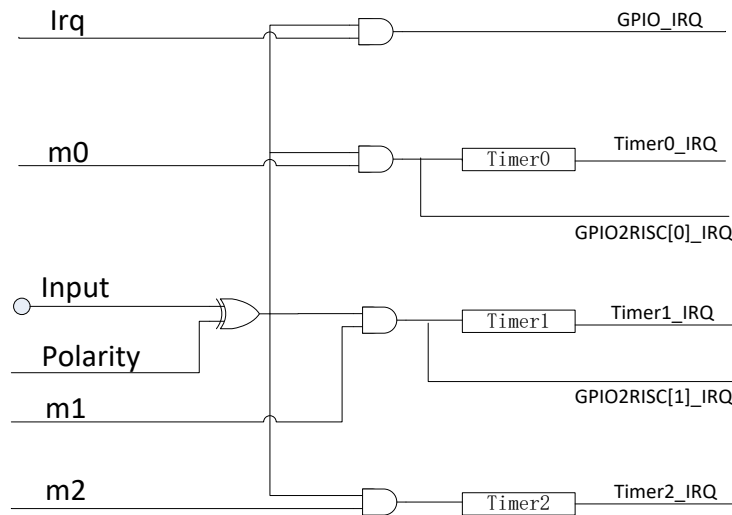 Irq
GPIO_IRQ
m0
Timer0
Timer0_IRQ
GPIO2RISC[0]_IRQ
Input
Timer1
Timer1_IRQ
Polarity
GPIO2RISC[1]_IRQ
m1
m2
Timer2
Timer2_IRQ